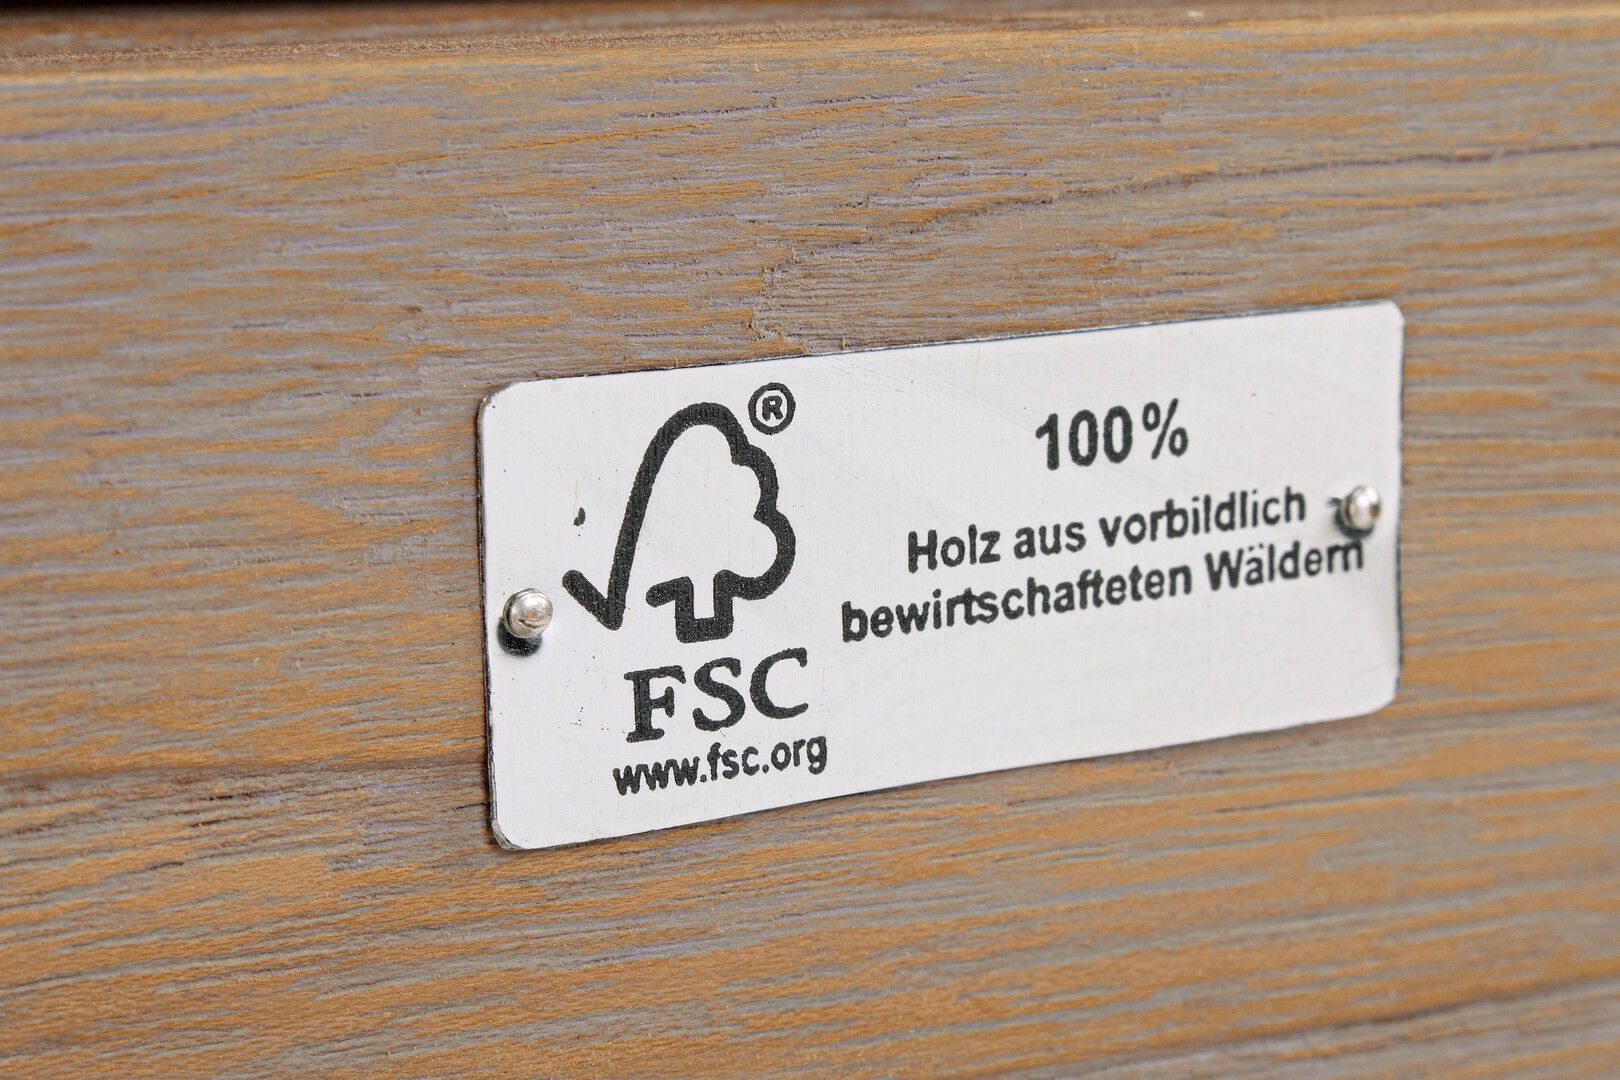 ®
FSC
www.fsc.org
100%
Holz aus vorbildlich
bewirtschafteten Wäldern